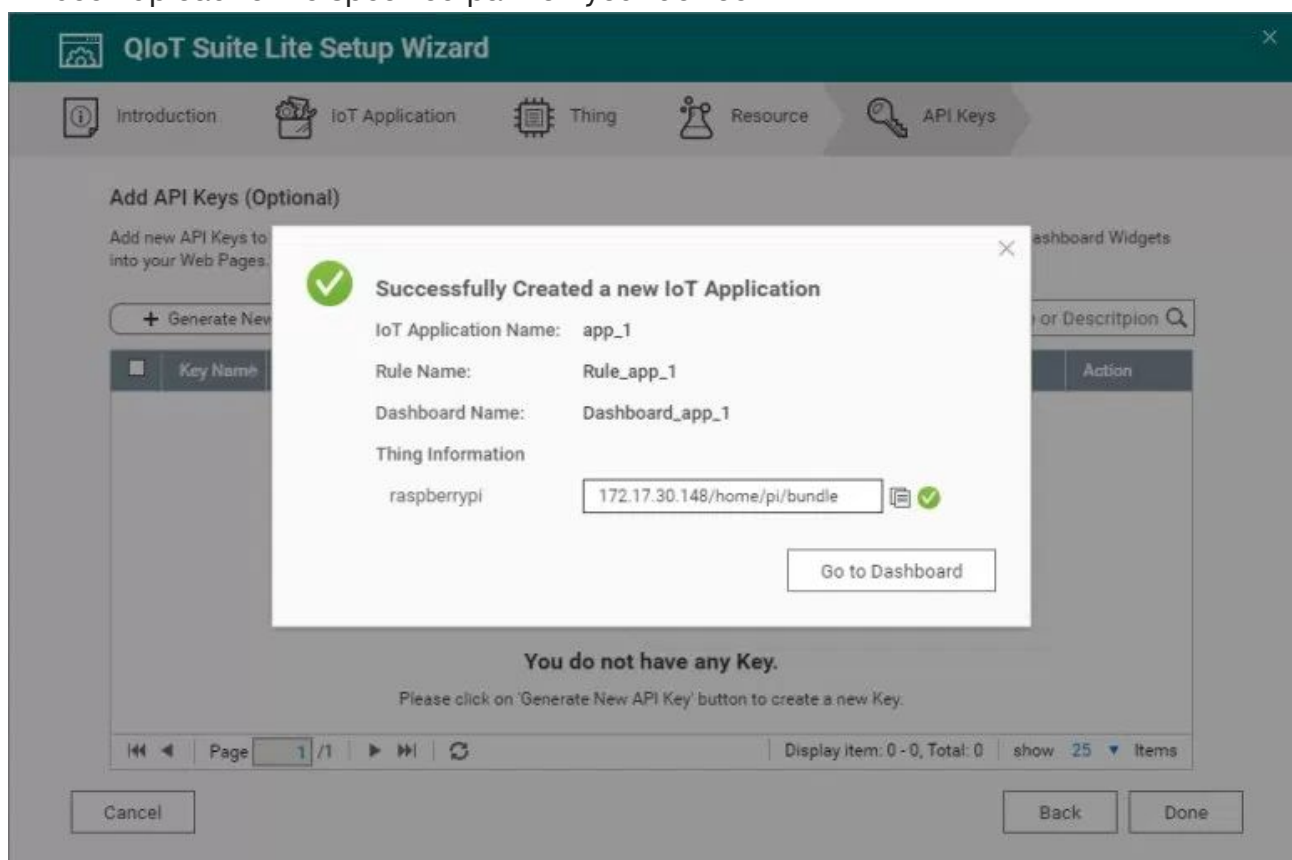 QIoT Suite Lite Setup Wizard
Introduction
IoT Application
Thing
Resource
API Keys
Add API Keys (Optional)
Add new API Keys to
ashboard Widgets
into your Web Pages.
+ Generate New
or Descritpion
Key Name
Action
Successfully Created a new IoT Application
IoT Application Name: app_1
Rule Name: Rule_app_1
Dashboard Name: Dashboard_app_1
Thing Information
raspberrypi 172.17.30.148/home/pi/bundle
Go to Dashboard
You do not have any Key.
Please click on 'Generate New API Key' button to create a new Key.
Page 1 /1
Display item: 0 - 0, Total: 0 show 25 Items
Cancel
Back
Done